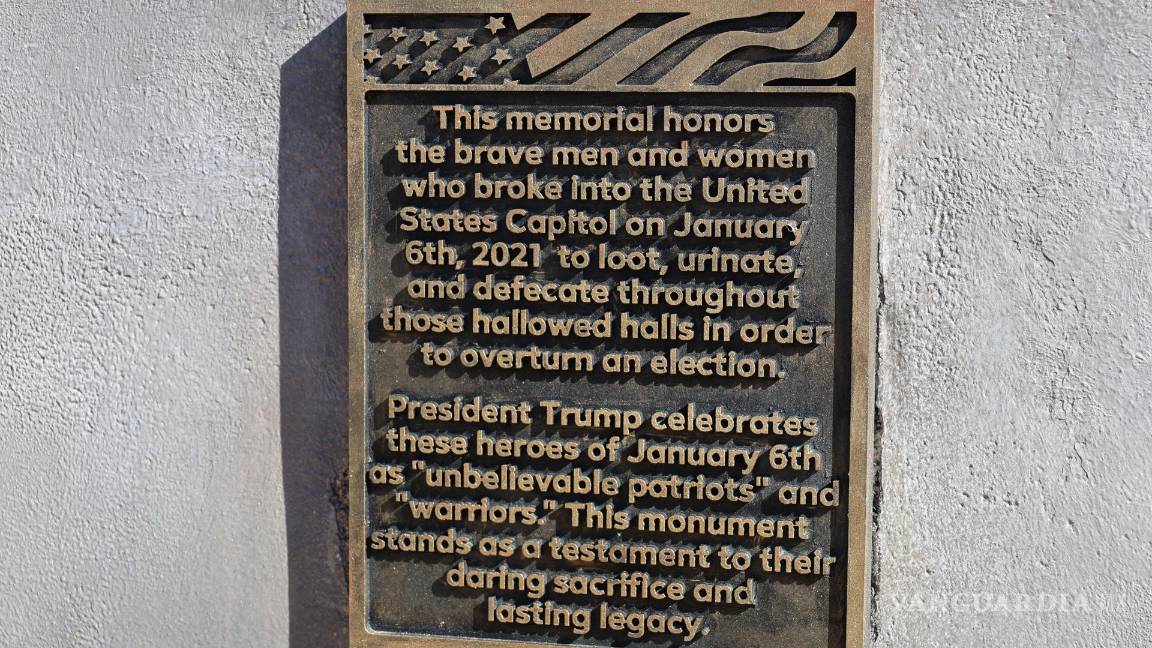 This memorial honors
the brave men and women
who broke into the United
States Capitol on January
6th, 2021 to loot, urinate,
and defecate throughout
those hallowed halls in order
to overturn an election.
President Trump celebrates
these heroes of January 6th
as "unbelievable patriots" and
"warriors." This monument
stands as a testament to their
daring sacrifice and
lasting legacy.
VANGUARDIA